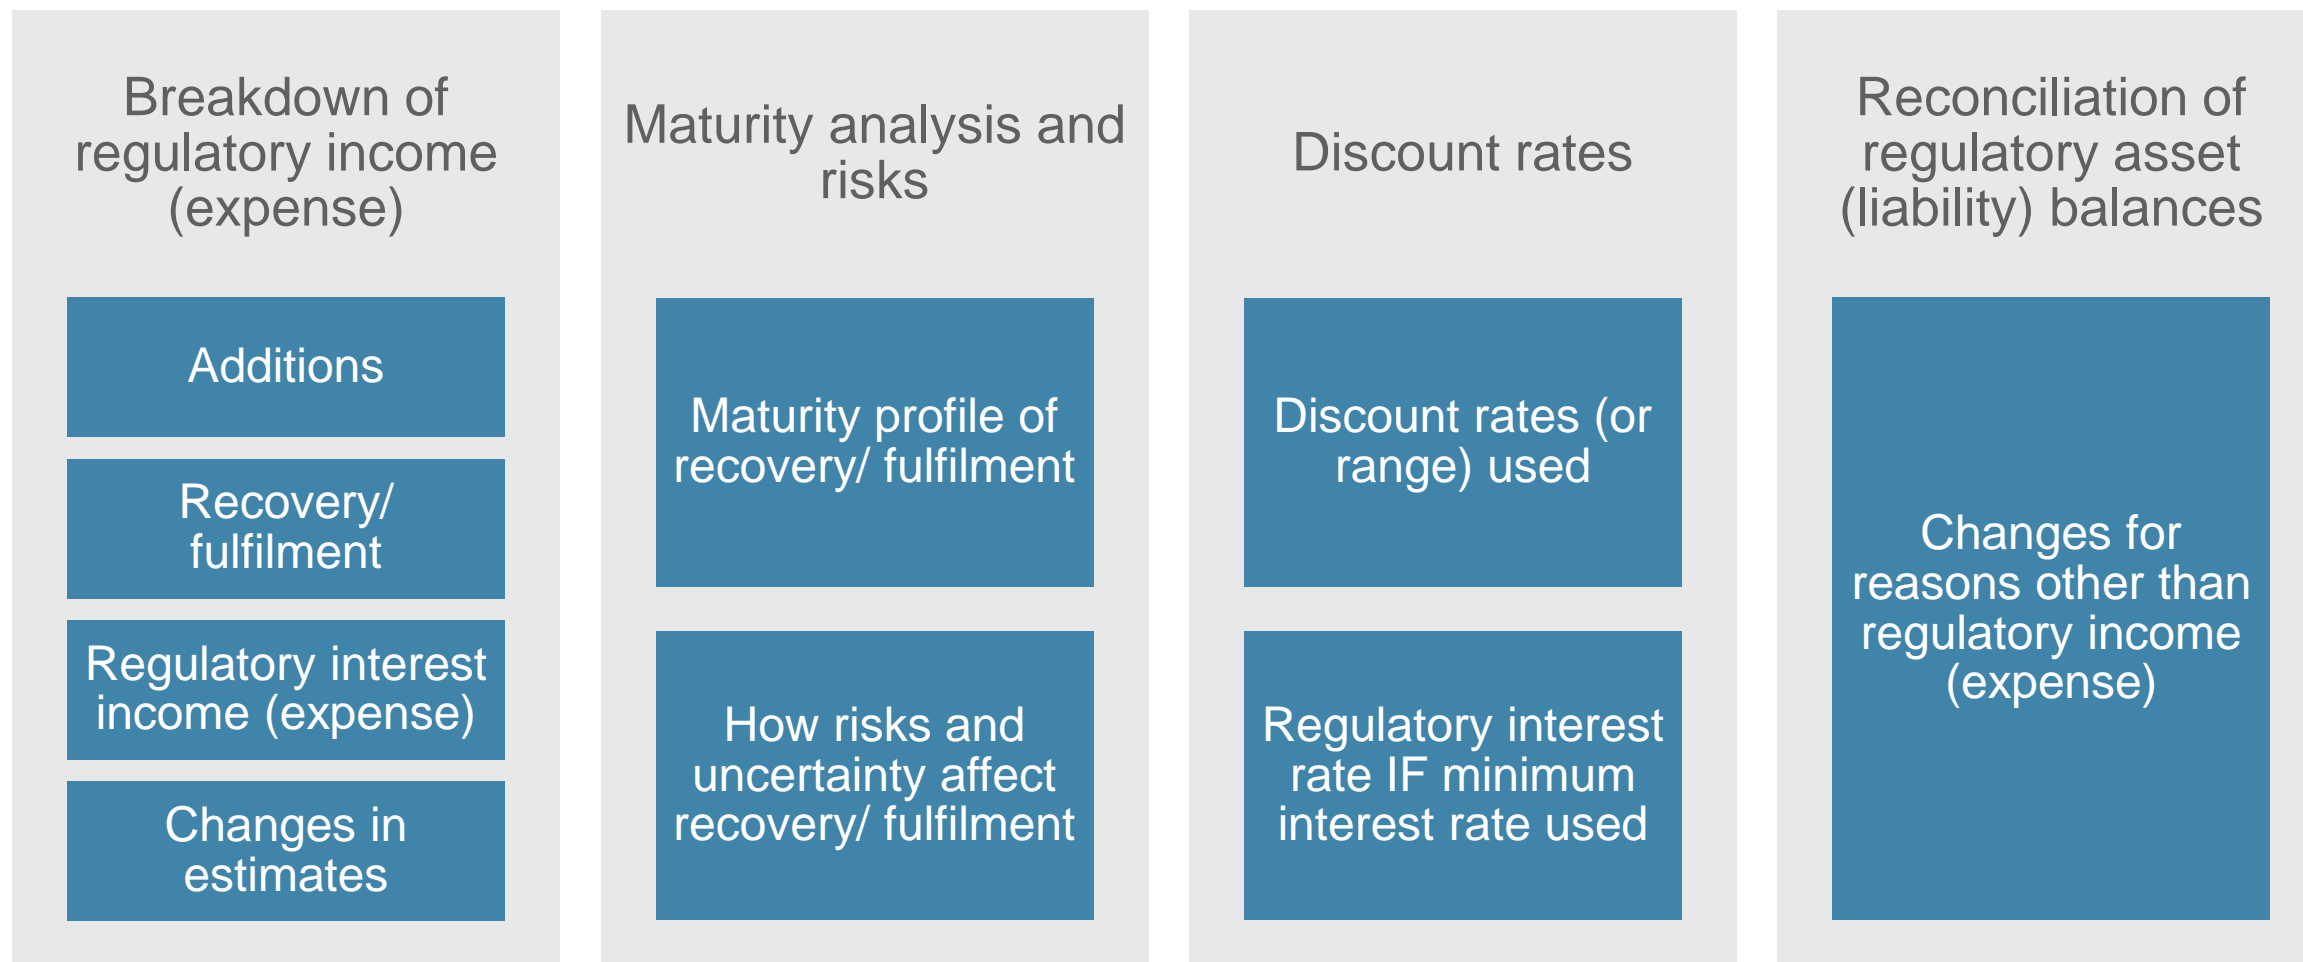 Breakdown of
regulatory income
(expense)
Additions
Recovery/
fulfilment
Regulatory interest
income (expense)
Changes in
estimates
Maturity analysis and
risks
Maturity profile of
recovery/ fulfilment
How risks and
uncertainty affect
recovery/ fulfilment
Discount rates
Discount rates (or
range) used
Regulatory interest
rate IF minimum
interest rate used
Reconciliation of
regulatory asset
(liability) balances
Changes for
reasons other than
regulatory income
(expense)